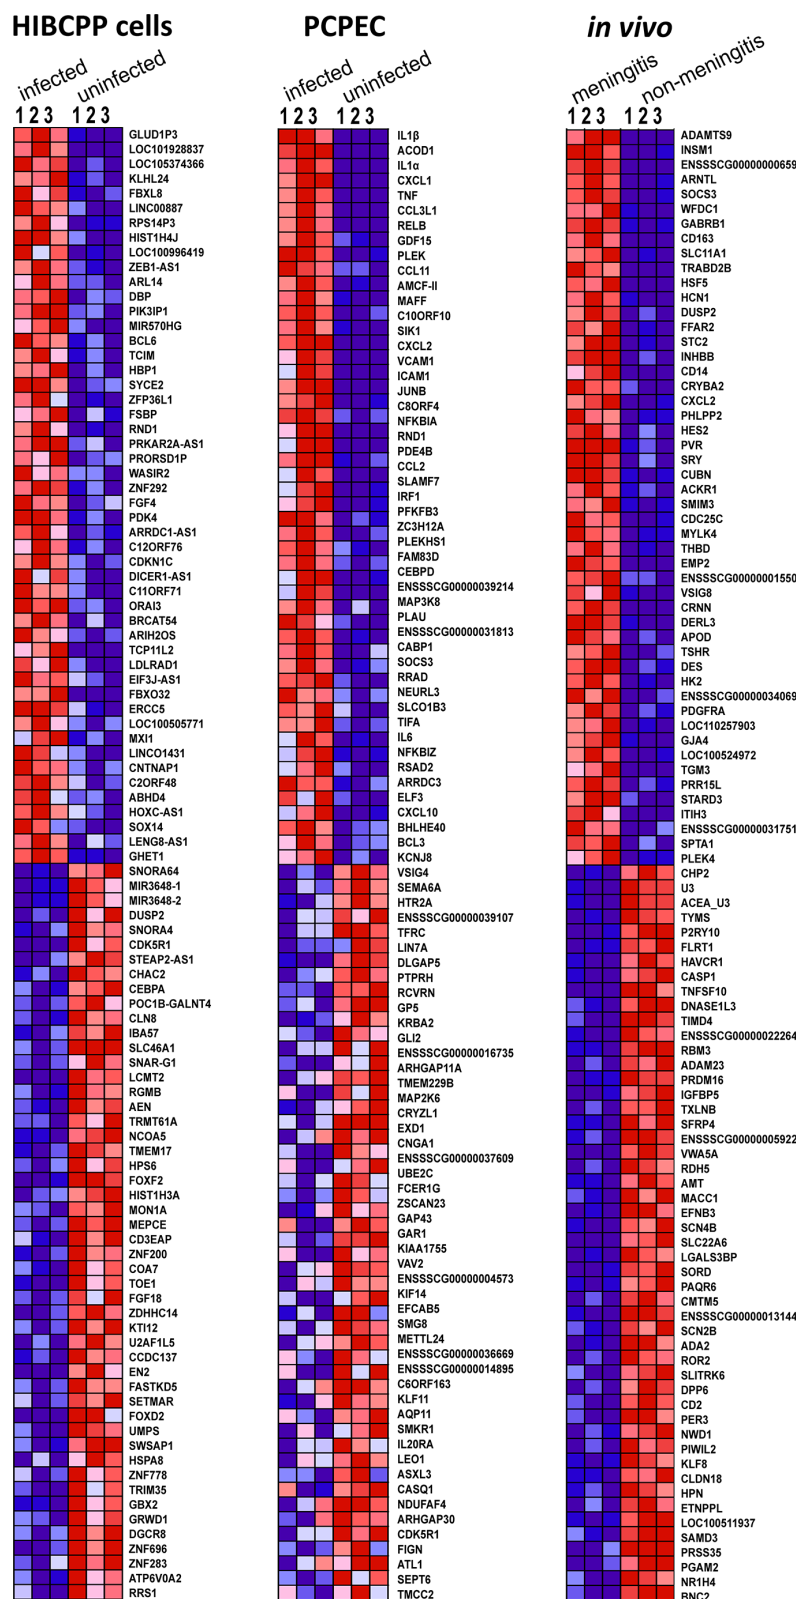 HIBCPP cells
infected
uninfected
1 2 3 1 2 3
GLUD1P3
LOC101928837
LOC105374366
KLHL24
FBXL8
LINC00887
RPS14P3
HIST1H4J
LOC100996419
ZEB1-AS1
ARL14
DBP
PIK3IP1
MIR570HG
BCL6
TCIM
HBP1
SYCE2
ZFP36L1
FSBP
RND1
PRKAR2A-AS1
PRORSD1P
WASIR2
ZNF292
FGF4
PDK4
ARRDC1-AS1
C12ORF76
CDKN1C
DICER1-AS1
C11ORF71
ORAI3
BRCAT54
ARIH2OS
TCP11L2
LDLRAD1
EIF3J-AS1
FBXO32
ERCC5
LOC100505771
MXI1
LINCO1431
CNTNAP1
C2ORF48
ABHD4
HOXC-AS1
SOX14
LENG8-AS1
GHET1
SNORA64
MIR3648-1
MIR3648-2
DUSP2
SNORA4
CDK5R1
STEAP2-AS1
CHAC2
CEBPA
POC1B-GALNT4
CLN8
IBA57
SLC46A1
SNAR-G1
LCMT2
RGMB
AEN
TRMT61A
NCOA5
TMEM17
HPS6
FOXF2
HIST1H3A
MON1A
MEPCE
CD3EAP
ZNF200
COA7
TOE1
FGF18
ZDHHC14
KTI12
U2AF1L5
CCDC137
EN2
FASTKD5
SETMAR
FOXD2
UMPS
SWSAP1
HSPA8
ZNF778
TRIM35
GBX2
GRWD1
DGCR8
ZNF696
ZNF283
ATP6V0A2
RRS1
PCPEC
infected
uninfected
1 2 3 1 2 3
IL1β
ACOD1
IL1α
CXCL1
TNF
CCL3L1
RELB
GDF15
PLEK
CCL11
AMCF-II
MAFF
C10ORF10
SIK1
CXCL2
VCAM1
ICAM1
JUNB
C8ORF4
NFKBIA
RND1
PDE4B
CCL2
SLAMF7
IRF1
PFKFB3
ZC3H12A
PLEKHS1
FAM83D
CEBPD
ENSSSCG00000039214
MAP3K8
PLAU
ENSSSCG00000031813
CABP1
SOCS3
RRAD
NEURL3
SLCO1B3
TIFA
IL6
NFKBIZ
RSAD2
ARRDC3
ELF3
CXCL10
BHLHE40
BCL3
KCNJ8
VSIG4
SEMA6A
HTR2A
ENSSSCG00000039107
TFRC
LIN7A
DLGAP5
PTPRH
RCVRN
GP5
KRBA2
GLI2
ENSSSCG00000016735
ARHGAP11A
TMEM229B
MAP2K6
CRYZL1
EXD1
CNGA1
ENSSSCG00000037609
UBE2C
FCER1G
ZSCAN23
GAP43
GAR1
KIAA1755
VAV2
ENSSSCG00000004573
KIF14
EFCAB5
SMG8
METTL24
ENSSSCG00000036669
ENSSSCG00000014895
C6ORF163
KLF11
AQP11
SMKR1
IL20RA
LEO1
ASXL3
CASQ1
NDUFAF4
ARHGAP30
CDK5R1
FIGN
ATL1
SEPT6
TMCC2
in vivo
meningitis
non-meningitis
1 2 3 1 2 3
ADAMTS9
INSM1
ENSSSCG00000000659
ARNTL
SOCS3
WFDC1
GABRB1
CD163
SLC11A1
TRABD2B
HSF5
HCN1
DUSP2
FFAR2
STC2
INHBB
CD14
CRYBA2
CXCL2
PHLPP2
HES2
PVR
SRY
CUBN
ACKR1
SMIM3
CDC25C
MYLK4
THBD
EMP2
ENSSSCG00000001550
VSIG8
CRNN
DERL3
APOD
TSHR
DES
HK2
ENSSSCG00000034069
PDGFRA
LOC110257903
GJA4
LOC100524972
TGM3
PRR15L
STARD3
ITIH3
ENSSSCG00000031751
SPTA1
PLEK4
CHP2
U3
ACEA_U3
TYMS
P2RY10
FLRT1
HAVCR1
CASP1
TNFSF10
DNASE1L3
TIMD4
ENSSSCG00000022264
RBM3
ADAM23
PRDM16
IGFBP5
TXLNB
SFRP4
ENSSSCG00000005922
VWA5A
RDH5
AMT
MACC1
EFNB3
SCN4B
SLC22A6
LGALS3BP
SORD
PAQR6
CMTM5
ENSSSCG00000013144
SCN2B
ADA2
ROR2
SLITRK6
DPP6
CD2
PER3
NWD1
PIWIL2
KLF8
CLDN18
HPN
ETNPPL
LOC100511937
SAMD3
PRSS35
PGAM2
NR1H4
BNC2